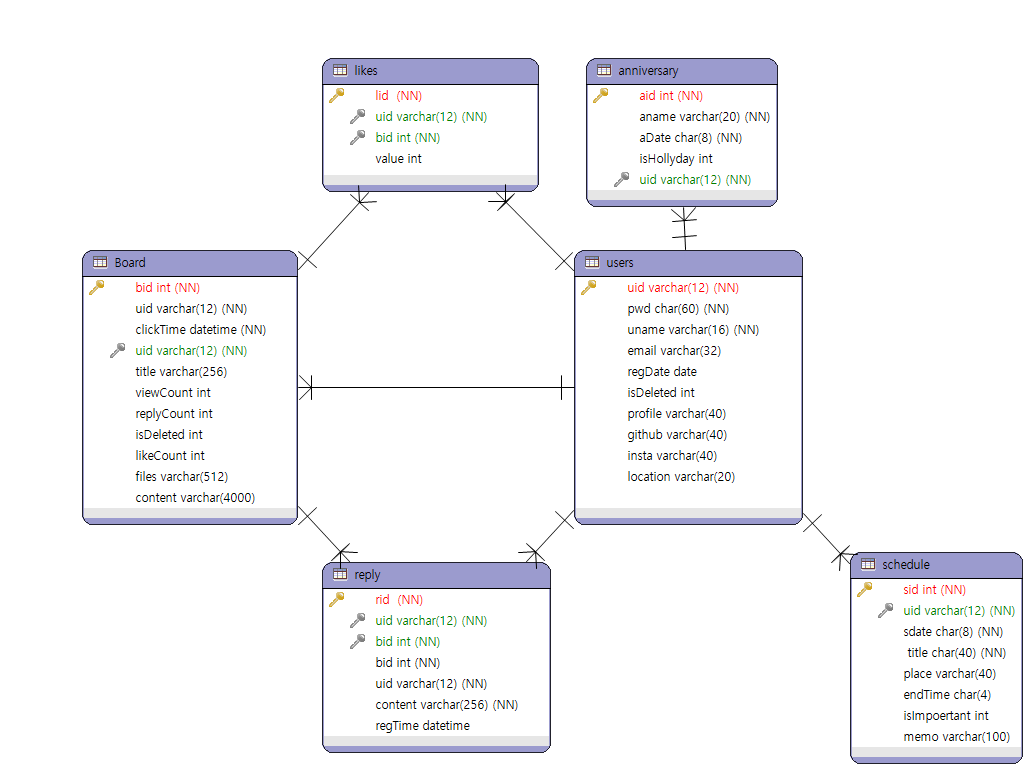 likes
lid (NN)
uid varchar(12) (NN)
bid int (NN)
value int
anniversary
aid int (NN)
aname varchar(20) (NN)
aDate char(8) (NN)
isHollyday int
uid varchar(12) (NN)
Board
bid int (NN)
uid varchar(12) (NN)
clickTime datetime (NN)
uid varchar(12) (NN)
title varchar(256)
viewCount int
replyCount int
isDeleted int
likeCount int
files varchar(512)
content varchar(4000)
users
uid varchar(12) (NN)
pwd char(60) (NN)
uname varchar(16) (NN)
email varchar(32)
regDate date
isDeleted int
profile varchar(40)
github varchar(40)
insta varchar(40)
location varchar(20)
reply
rid (NN)
uid varchar(12) (NN)
bid int (NN)
bid int (NN)
uid varchar(12) (NN)
content varchar(256) (NN)
regTime datetime
schedule
sid int (NN)
uid varchar(12) (NN)
sdate char(8) (NN)
title char(40) (NN)
place varchar(40)
endTime char(4)
isImpoertant int
memo varchar(100)